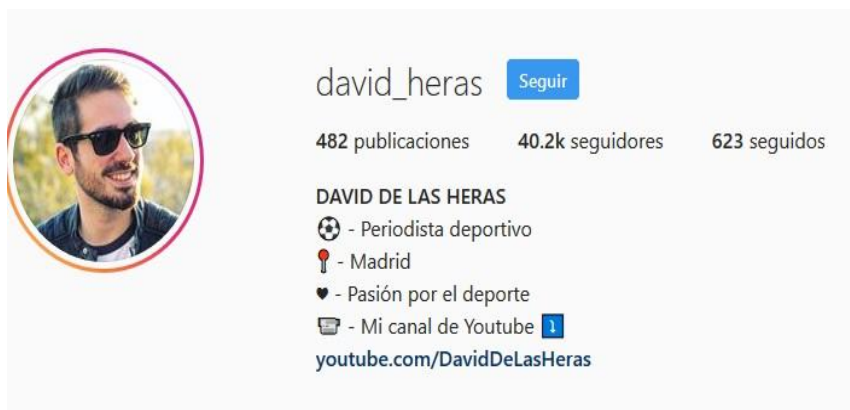 david_heras Seguir
482 publicaciones 40.2k seguidores 623 seguidos
DAVID DE LAS HERAS
⚽ - Periodista deportivo
📍 - Madrid
♥ - Pasión por el deporte
📽 - Mi canal de Youtube ⤵
youtube.com/DavidDeLasHeras